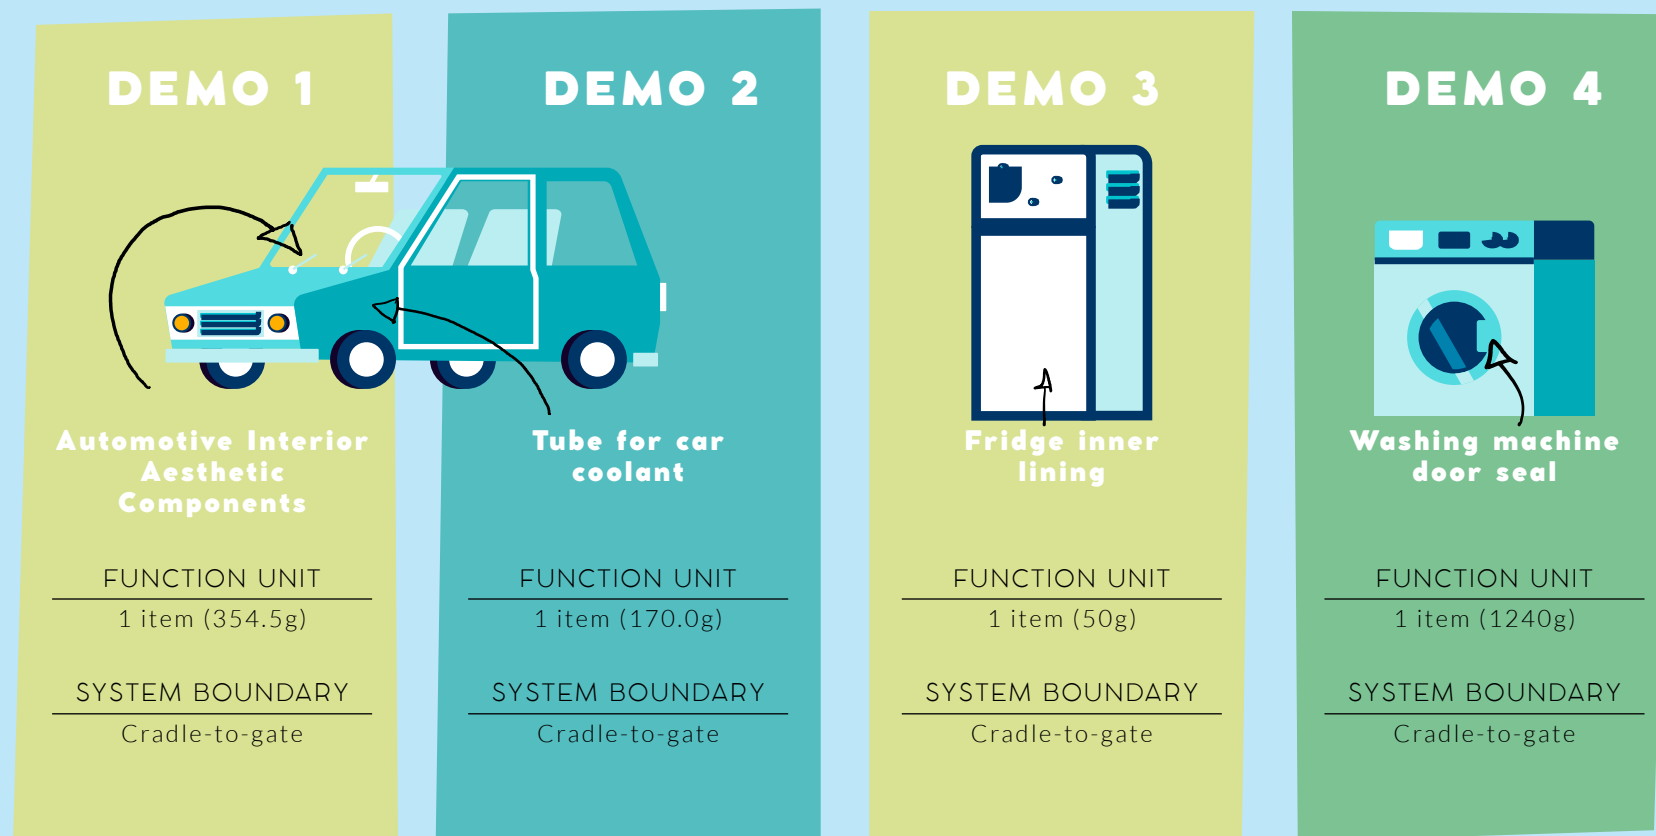 DEMO 1
Automotive Interior
Aesthetic
Components
FUNCTION UNIT
1 item (354.5g)
SYSTEM BOUNDARY
Cradle-to-gate
DEMO 2
Tube for car
coolant
FUNCTION UNIT
1 item (170.0g)
SYSTEM BOUNDARY
Cradle-to-gate
DEMO 3
Fridge inner
lining
FUNCTION UNIT
1 item (50g)
SYSTEM BOUNDARY
Cradle-to-gate
DEMO 4
Washing machine
door seal
FUNCTION UNIT
1 item (1240g)
SYSTEM BOUNDARY
Cradle-to-gate